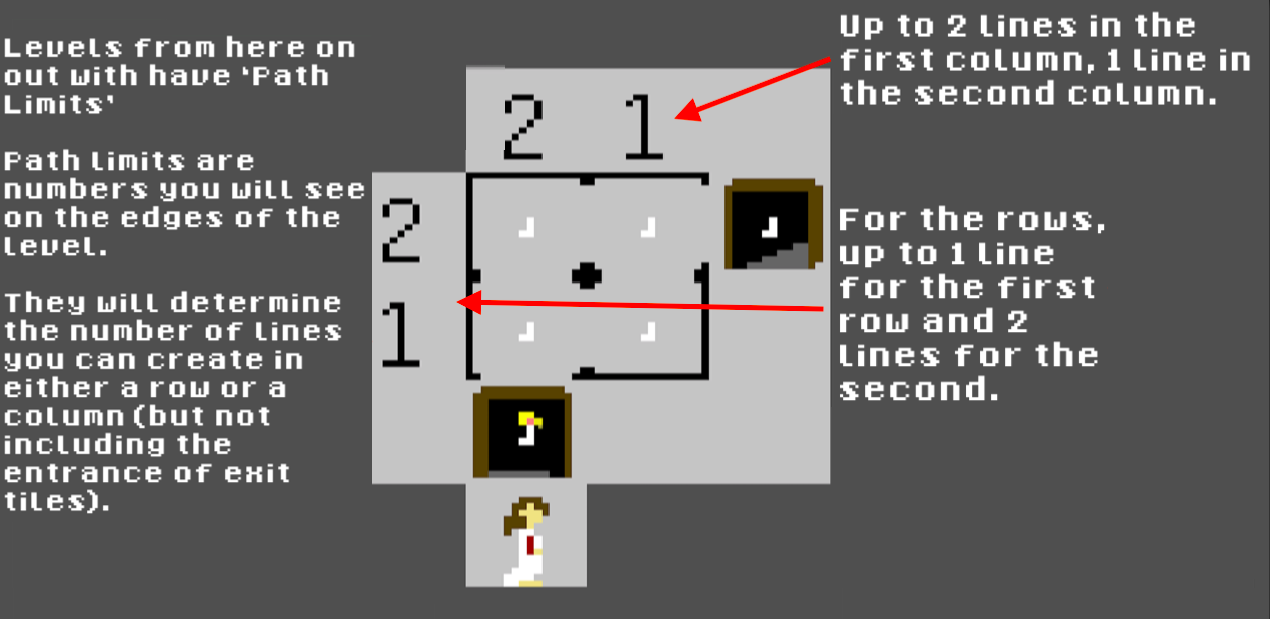 Levels from here on
out with have 'Path
Limits'
Path limits are
numbers you will see
on the edges of the
level.
They will determine
the number of lines
you can create in
either a row or a
column (but not
including the
entrance of exit
tiles).
2 1
2
1
Up to 2 lines in the
first column, 1 line in
the second column.
For the rows,
up to 1 line
for the first
row and 2
lines for the
second.